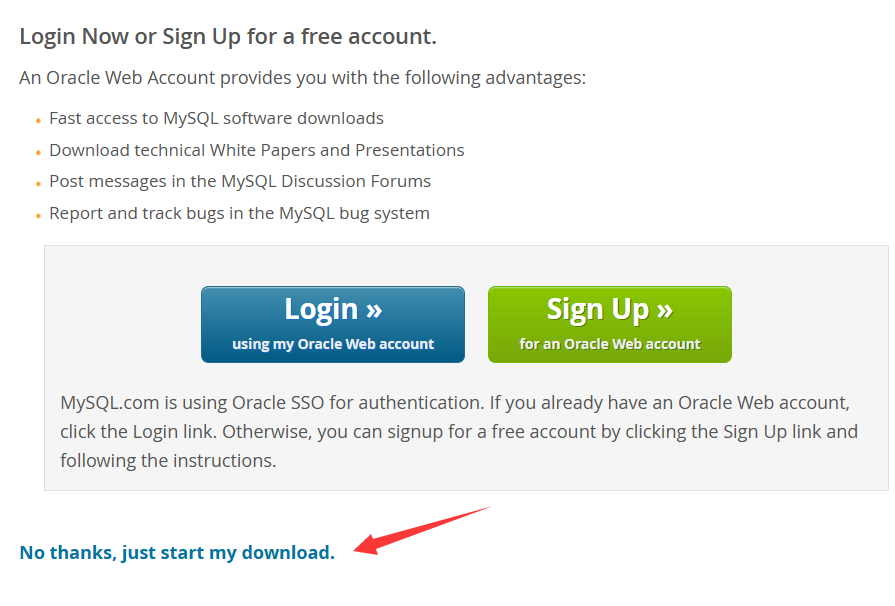 Login Now or Sign Up for a free account.
An Oracle Web Account provides you with the following advantages:
Fast access to MySQL software downloads
Download technical White Papers and Presentations
Post messages in the MySQL Discussion Forums
Report and track bugs in the MySQL bug system
Login »
using my Oracle Web account
Sign Up »
for an Oracle Web account
MySQL.com is using Oracle SSO for authentication. If you already have an Oracle Web account,
click the Login link. Otherwise, you can signup for a free account by clicking the Sign Up link and
following the instructions.
No thanks, just start my download.